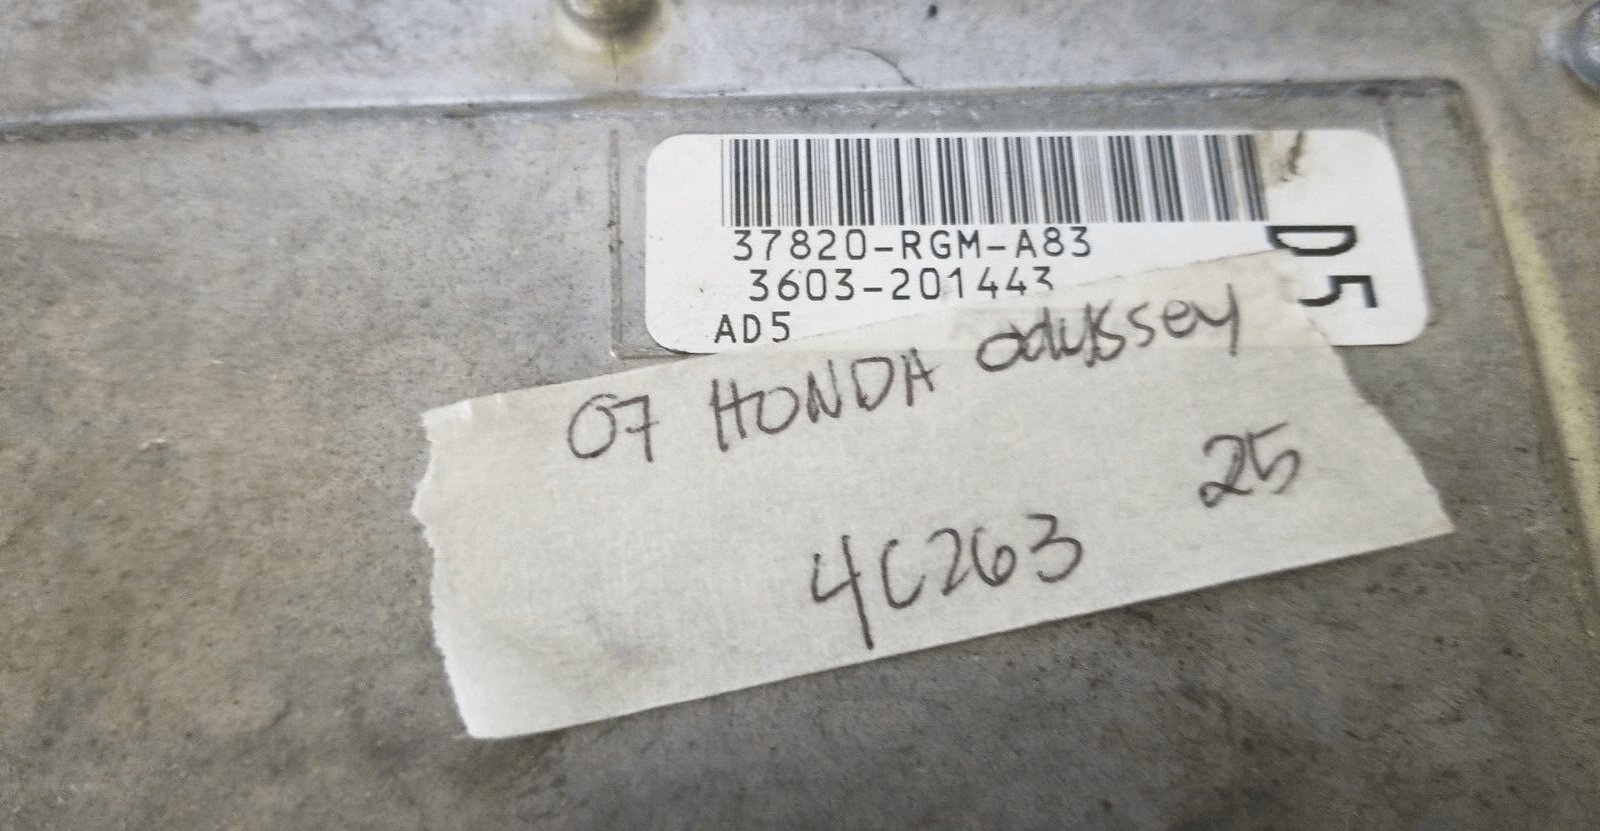 37820-RGM-A83
3603-201443
AD5
D5
07 HONDA odyssey
25
4C263